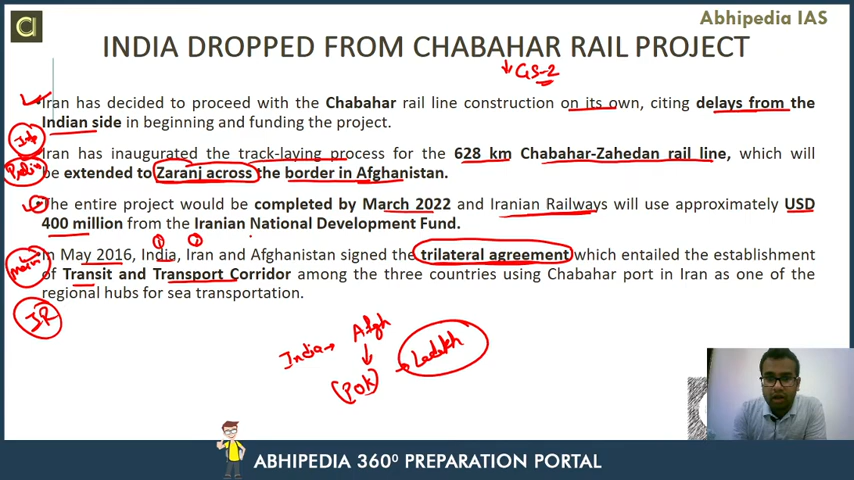 Abhipedia IAS
a
INDIA DROPPED FROM CHABAHAR RAIL PROJECT
GS-2
Iran has decided to proceed with the Chabahar rail line construction on its own, citing delays from the
Indian side in beginning and funding the project.
Iran has inaugurated the track-laying process for the 628 km Chabahar-Zahedan rail line, which will
be extended to Zaranj across the border in Afghanistan.
The entire project would be completed by March 2022 and Iranian Railways will use approximately USD
400 million from the Iranian National Development Fund.
1 2
In May 2016, India, Iran and Afghanistan signed the trilateral agreement which entailed the establishment
of Transit and Transport Corridor among the three countries using Chabahar port in Iran as one of the
regional hubs for sea transportation.
IR
Afgh
India
(POK)
Ladakh
ABHIPEDIA 360⁰ PREPARATION PORTAL